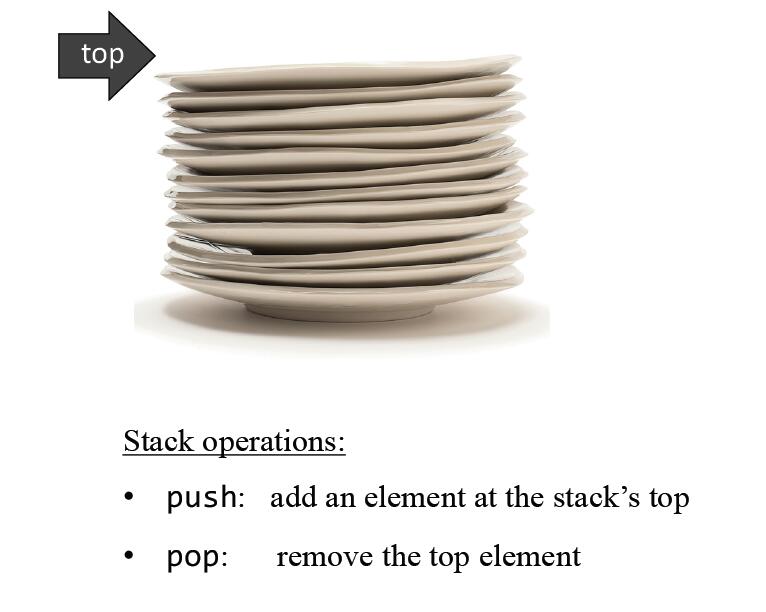 top
Stack operations:
• push: add an element at the stack’s top
• pop: remove the top element